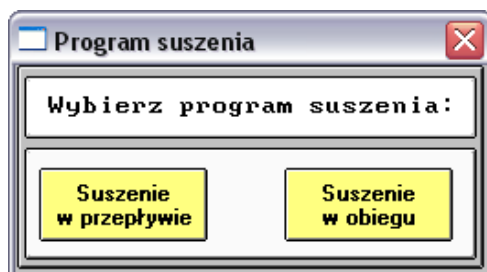 Program suszenia
Wybierz program suszenia:
Suszenie
w przepływie
Suszenie
w obiegu